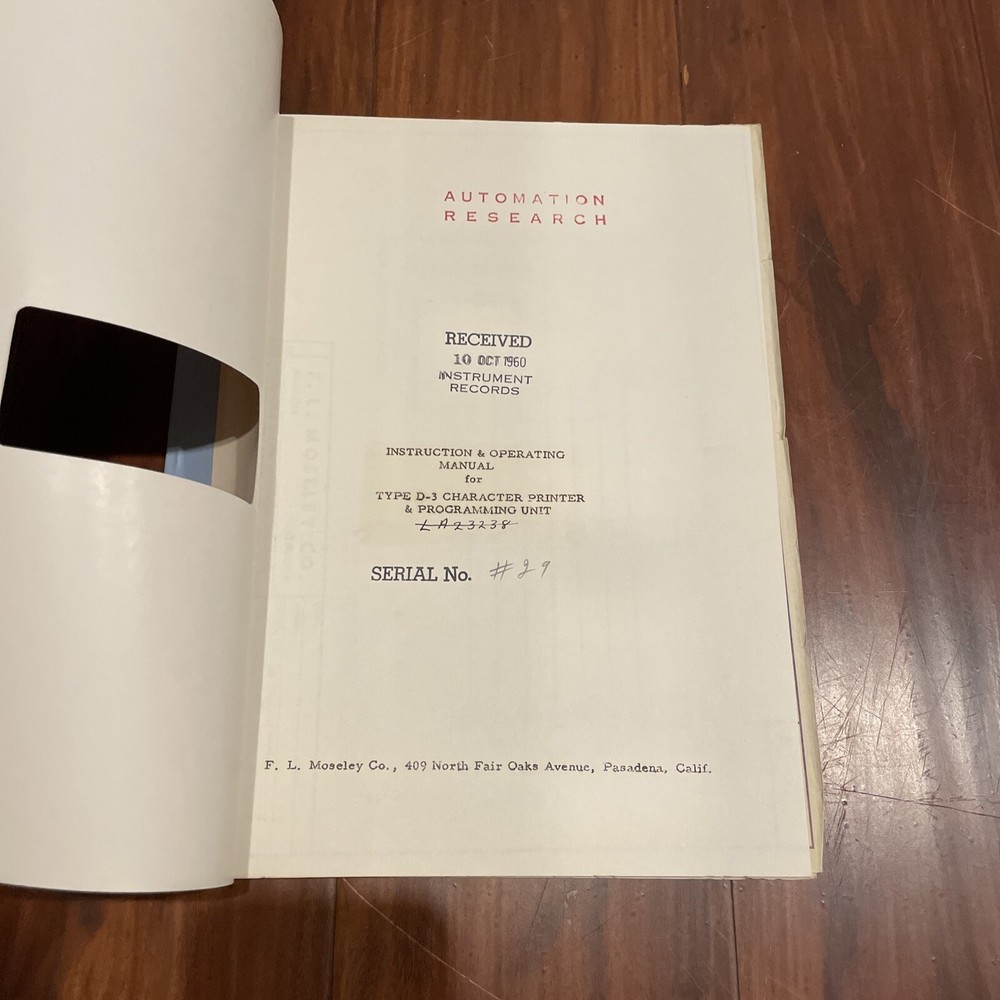 AUTOMATION
RESEARCH
RECEIVED
10 OCT 1960
INSTRUMENT
RECORDS
INSTRUCTION & OPERATING
MANUAL
for
TYPE D-3 CHARACTER PRINTER
& PROGRAMMING UNIT
LA23238
SERIAL No. #29
F. L. Moseley Co., 409 North Fair Oaks Avenue, Pasadena, Calif.